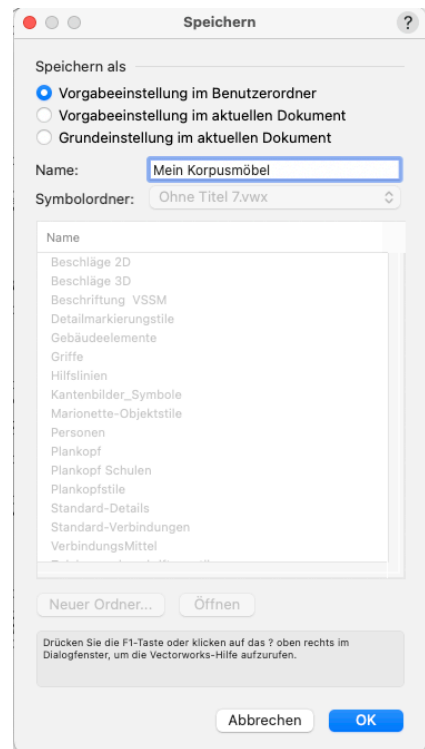 Speichern
?
Speichern als
Vorgabeeinstellung im Benutzerordner
Vorgabeeinstellung im aktuellen Dokument
Grundeinstellung im aktuellen Dokument
Name: Mein Korpusmöbel
Symbolordner: Ohne Titel 7.vwx
Name
Beschläge 2D
Beschläge 3D
Beschriftung VSSM
Detailmarkierungstile
Gebäudeelemente
Griffe
Hilfslinien
Kantenbilder_Symbole
Marionette-Objektstile
Personen
Plankopf
Plankopf Schulen
Plankopfstile
Standard-Details
Standard-Verbindungen
VerbindungsMittel
Neuer Ordner... Öffnen
Drücken Sie die F1-Taste oder klicken auf das ? oben rechts im
Dialogfenster, um die Vectorworks-Hilfe aufzurufen.
Abbrechen OK